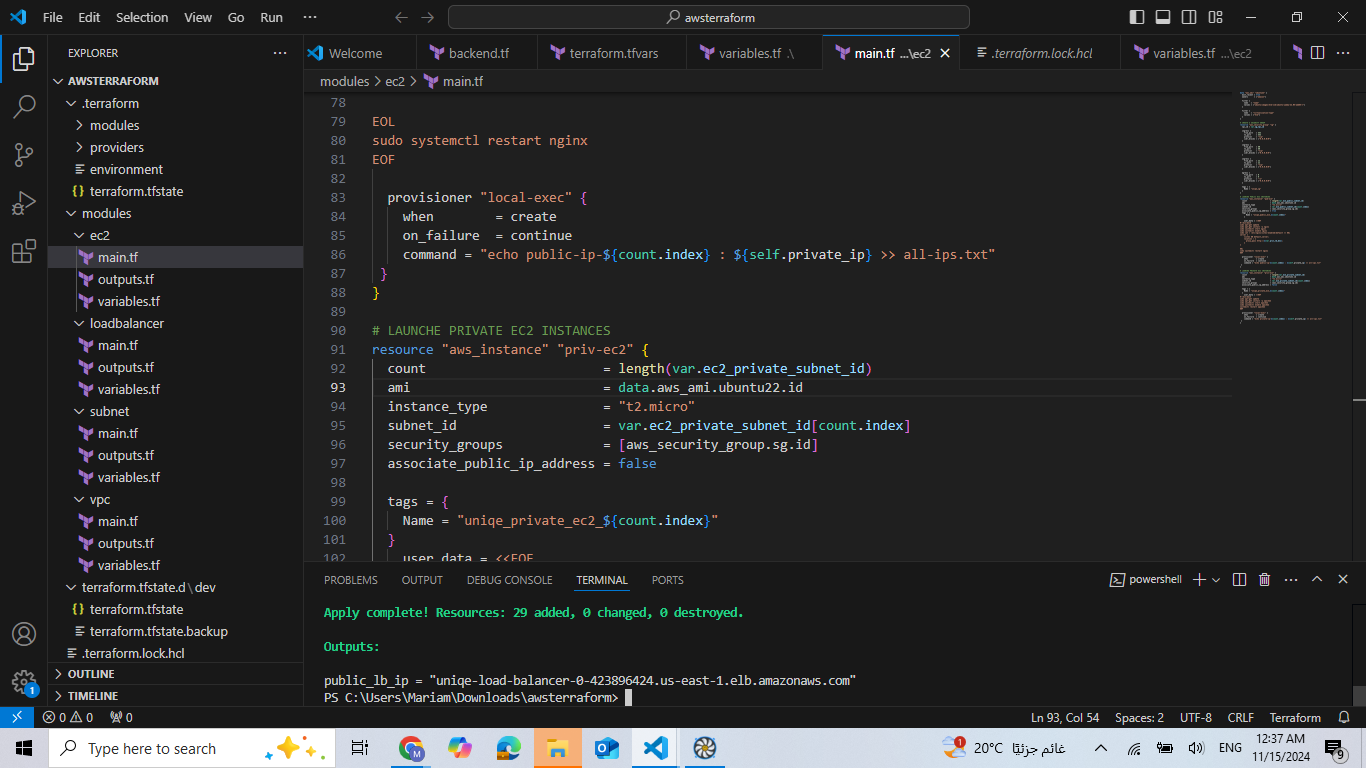 File Edit Selection View Go Run ··· awsterraform
EXPLORER ···
AWSTERRAFORM
.terraform
modules
providers
environment
terraform.tfstate
modules
ec2
main.tf
outputs.tf
variables.tf
loadbalancer
main.tf
outputs.tf
variables.tf
subnet
main.tf
outputs.tf
variables.tf
vpc
main.tf
outputs.tf
variables.tf
terraform.tfstate.d\dev
terraform.tfstate
terraform.tfstate.backup
.terraform.lock.hcl
OUTLINE
TIMELINE
Welcome backend.tf terraform.tfvars variables.tf .\ main.tf ...\ec2 .terraform.lock.hcl variables.tf ...\ec2
modules > ec2 > main.tf
78
79 EOL
80 sudo systemctl restart nginx
81 EOF
82
83 provisioner "local-exec" {
84 when = create
85 on_failure = continue
86 command = "echo public-ip-${count.index} : ${self.private_ip} >> all-ips.txt"
87 }
88 }
89
90 # LAUNCHE PRIVATE EC2 INSTANCES
91 resource "aws_instance" "priv-ec2" {
92 count = length(var.ec2_private_subnet_id)
93 ami = data.aws_ami.ubuntu22.id
94 instance_type = "t2.micro"
95 subnet_id = var.ec2_private_subnet_id[count.index]
96 security_groups = [aws_security_group.sg.id]
97 associate_public_ip_address = false
98
99 tags = {
100 Name = "uniqe_private_ec2_${count.index}"
101 }
102 user_data = <<EOF
PROBLEMS OUTPUT DEBUG CONSOLE TERMINAL PORTS powershell
Apply complete! Resources: 29 added, 0 changed, 0 destroyed.
Outputs:
public_lb_ip = "uniqe-load-balancer-0-423896424.us-east-1.elb.amazonaws.com"
PS C:\Users\Mariam\Downloads\awsterraform>
1
0 0 0 Ln 93, Col 54 Spaces: 2 UTF-8 CRLF Terraform
Type here to search M 1 20°C غائم جزئيًا ENG 12:37 AM
11/15/2024 9